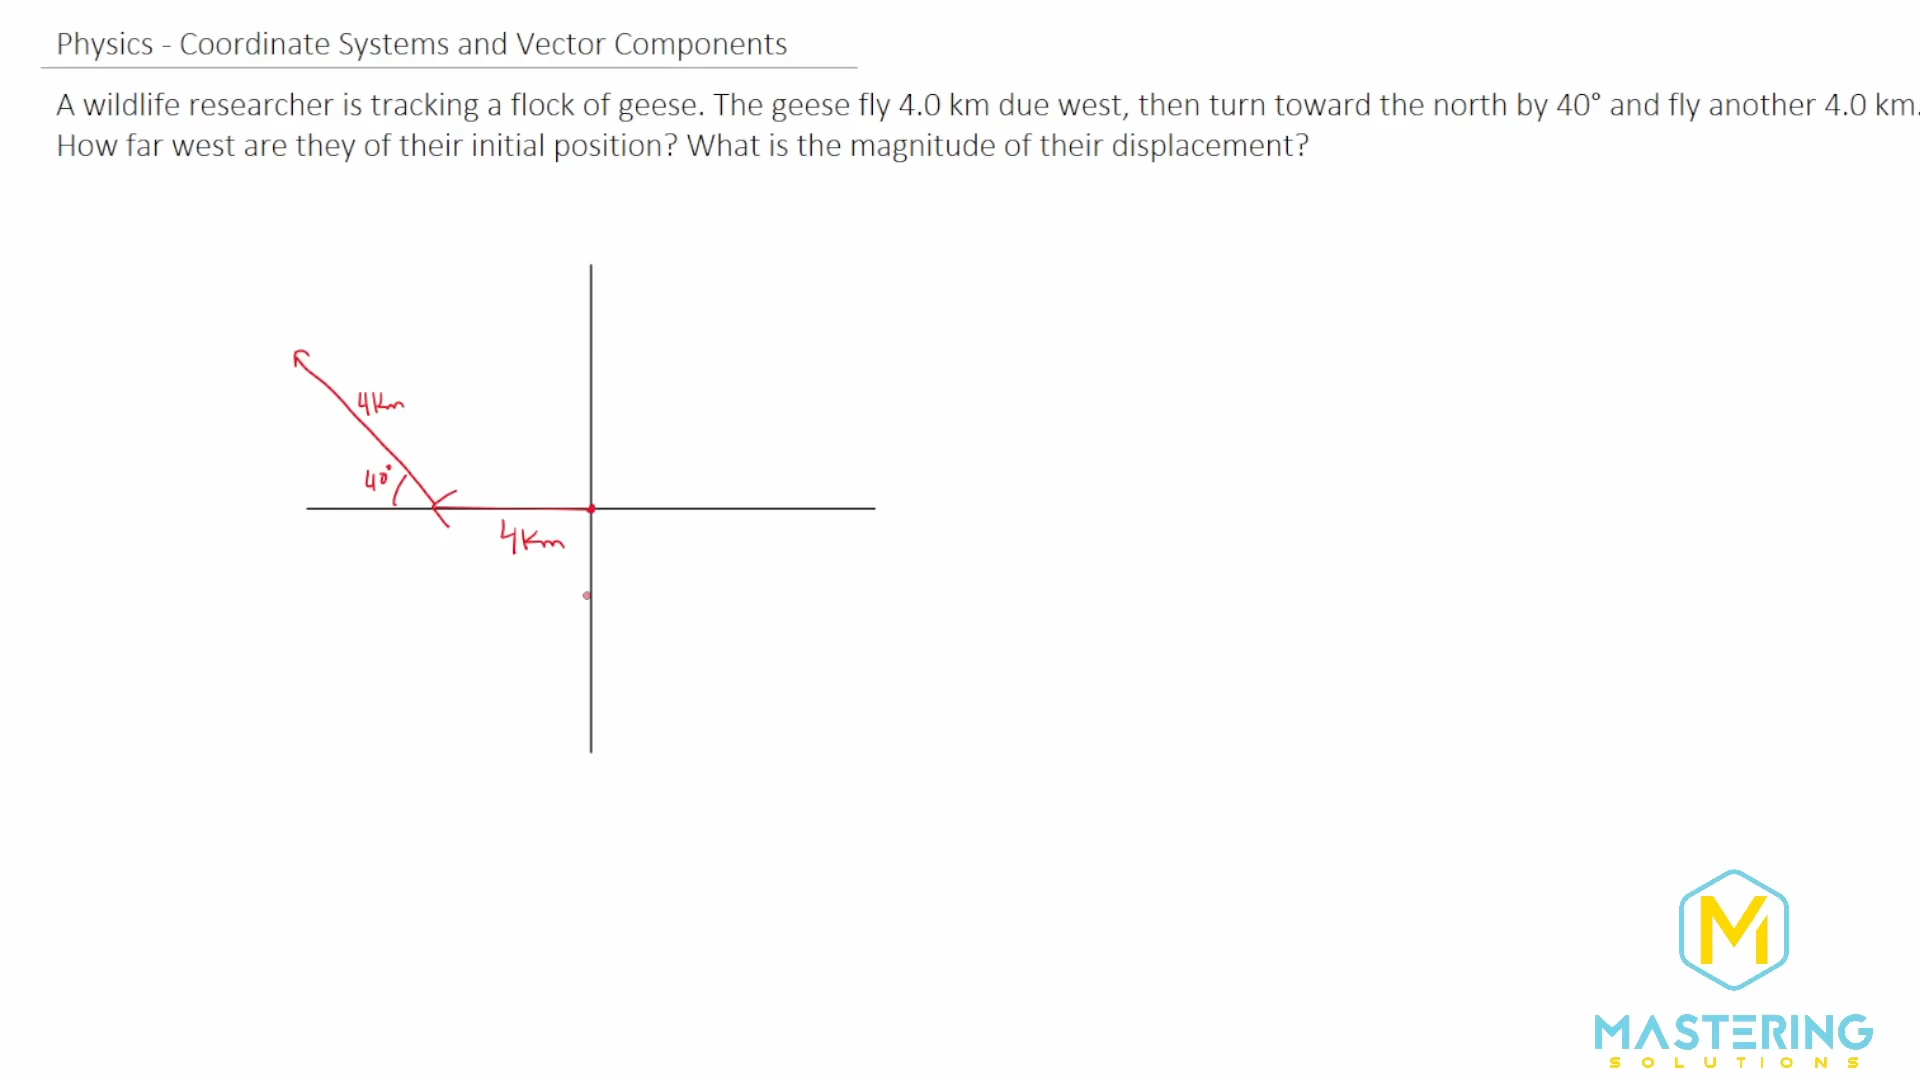 Physics - Coordinate Systems and Vector Components
A wildlife researcher is tracking a flock of geese. The geese fly 4.0 km due west, then turn toward the north by 40° and fly another 4.0 km.
How far west are they of their initial position? What is the magnitude of their displacement?
4km
40°
4km
M
MASTERING
SOLUTIONS